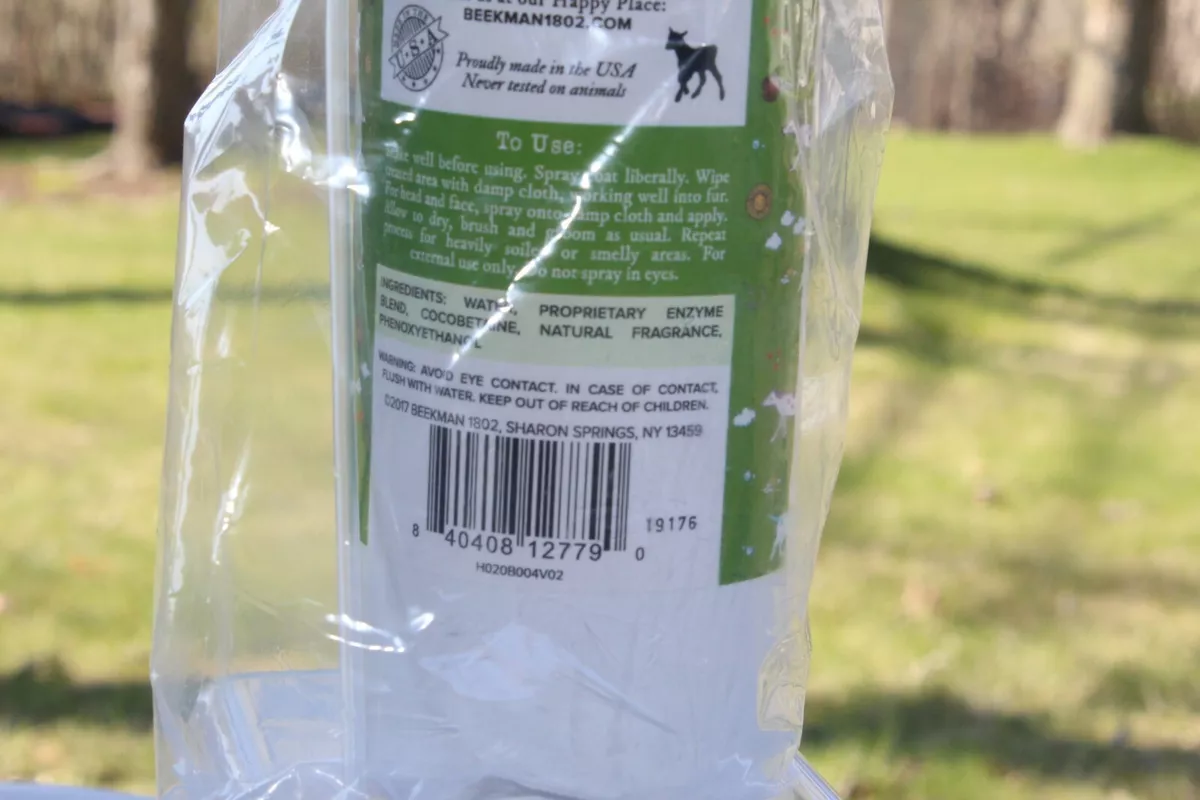 at our Happy Place:
BEEKMAN1802.COM
U·S·A
Proudly made in the USA
Never tested on animals
To Use:
well before using. Spray coat liberally. Wipe
area with damp cloth, working well into fur.
For head and face, spray onto damp cloth and apply.
Allow to dry, brush and groom as usual. Repeat
process for heavily soiled or smelly areas. For
external use only. Do not spray in eyes.
INGREDIENTS: WATER, PROPRIETARY ENZYME
BLEND, COCOBETAINE, NATURAL FRAGRANCE,
PHENOXYETHANOL
WARNING: AVOID EYE CONTACT. IN CASE OF CONTACT,
FLUSH WITH WATER. KEEP OUT OF REACH OF CHILDREN.
©2017 BEEKMAN 1802, SHARON SPRINGS, NY 13459
19176
8 40408 12779 0
H020B004V02